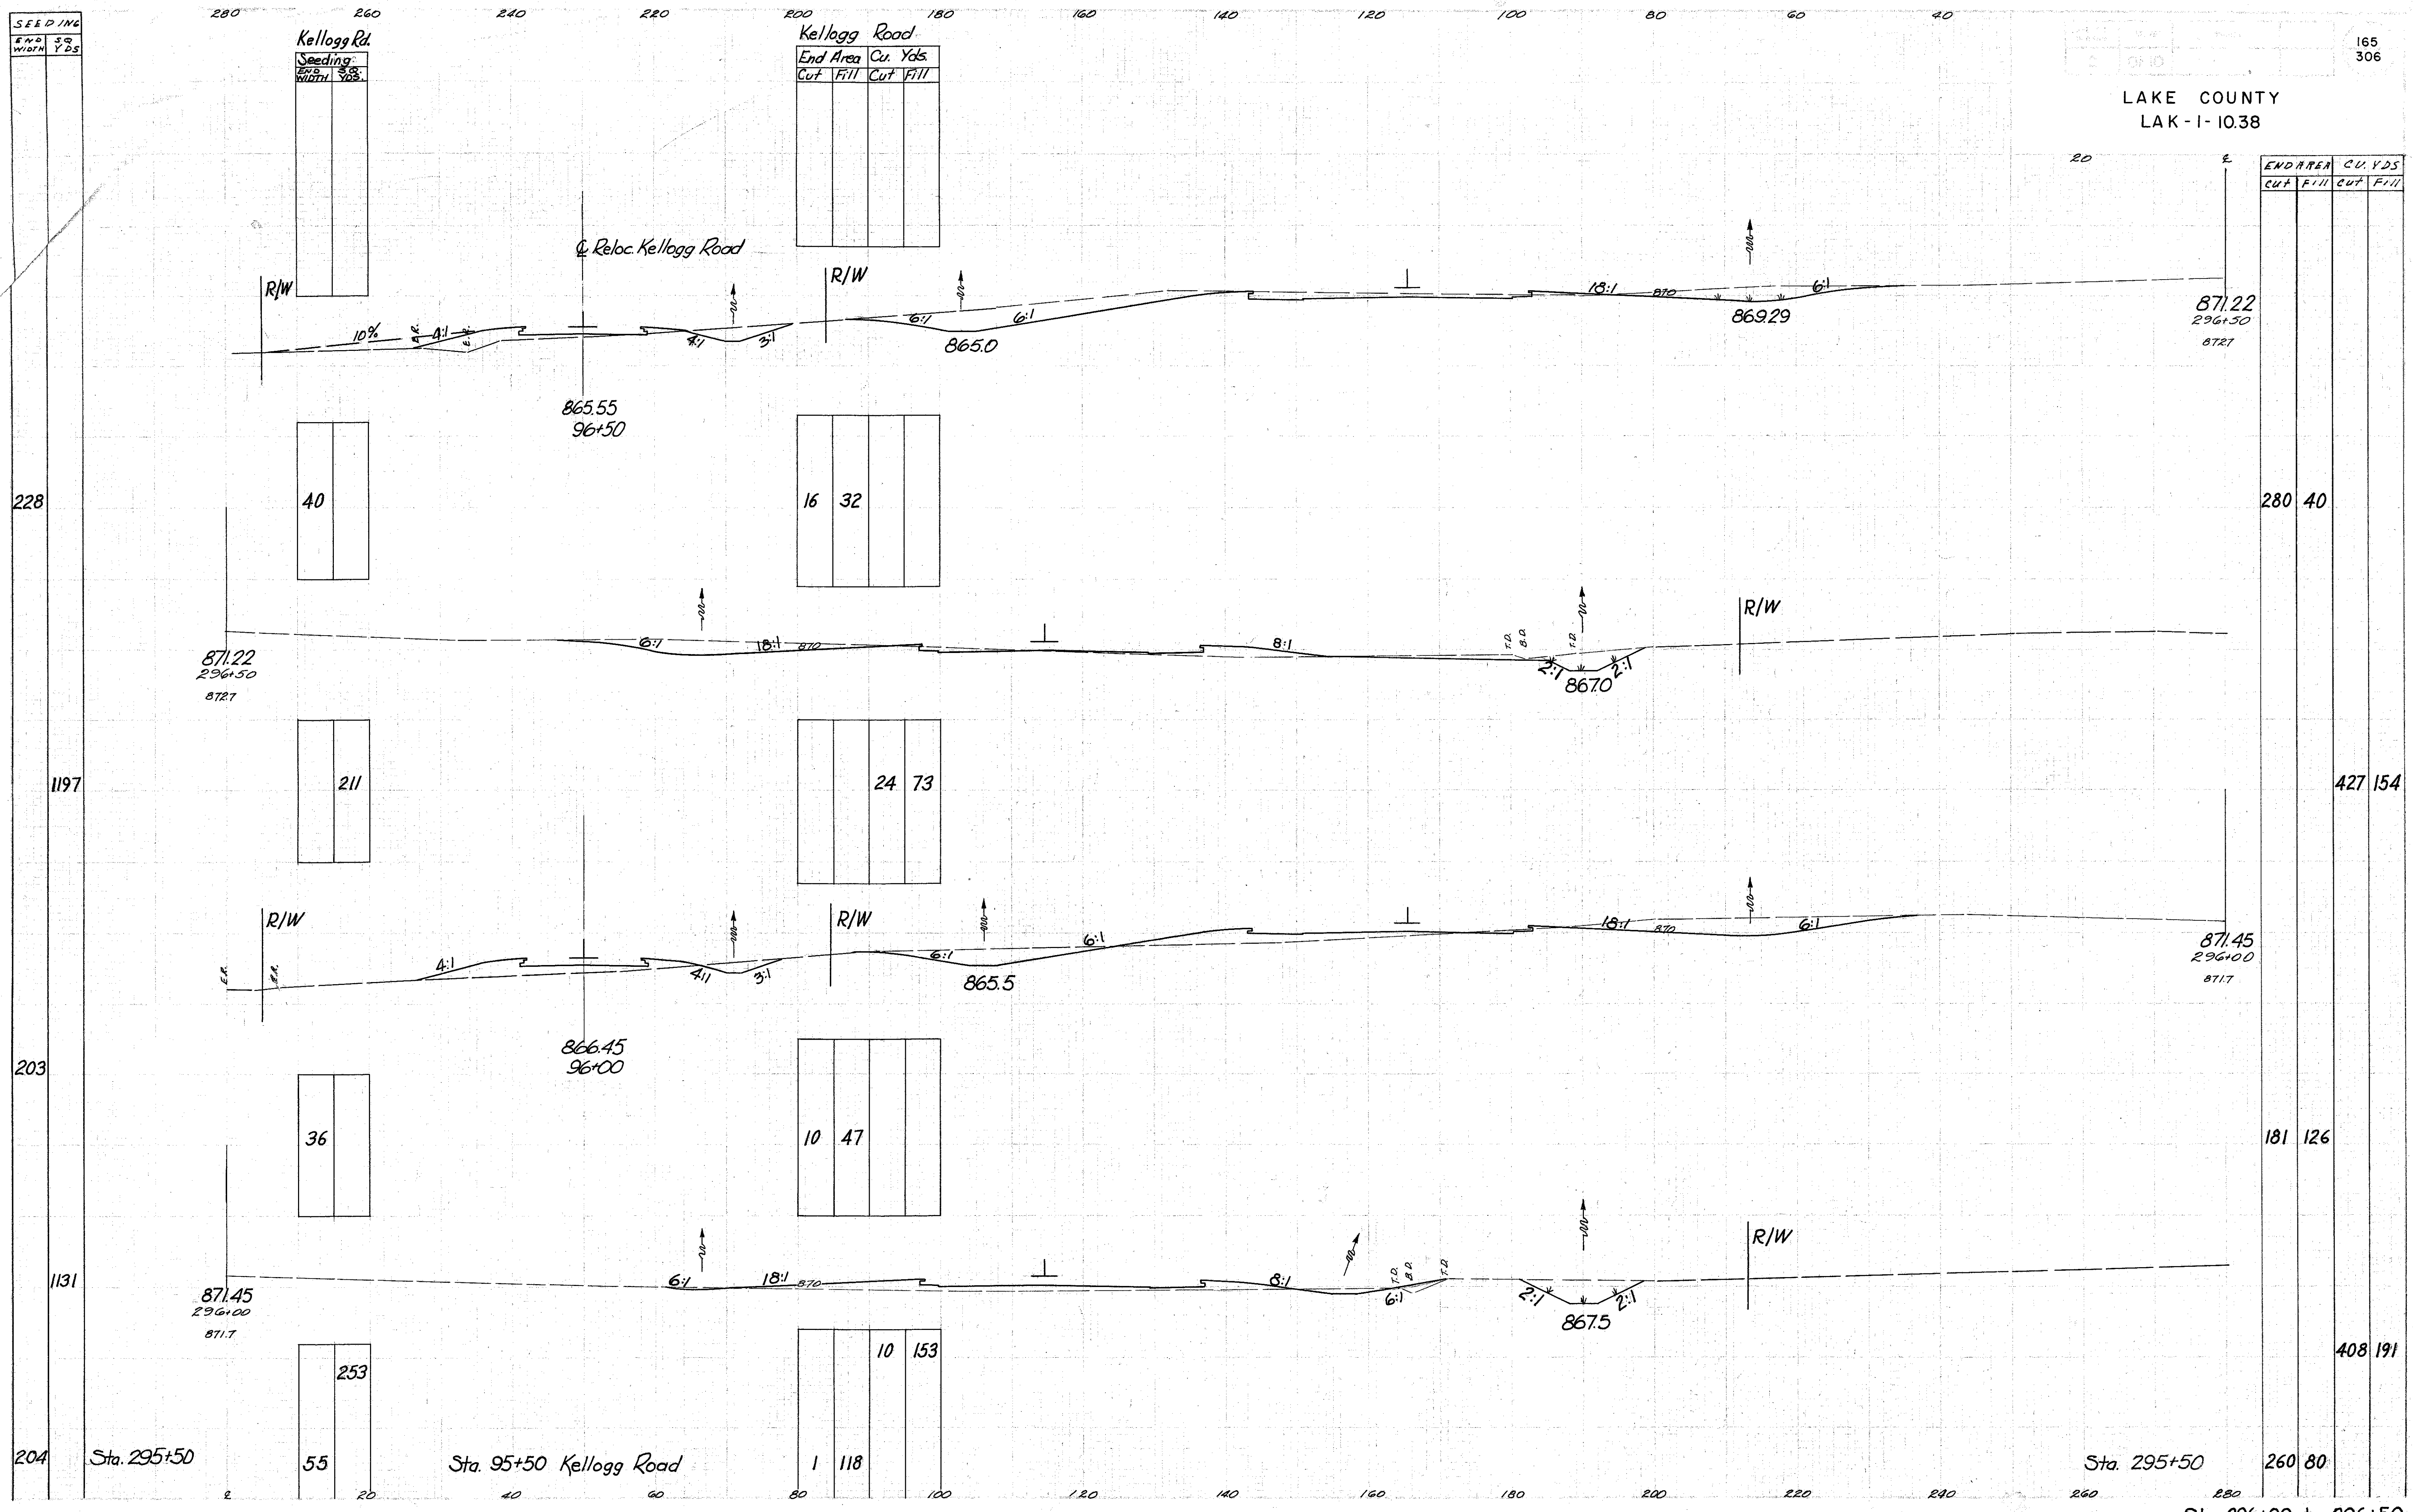 280 260 240 220 200 180 160 140 120 100 80 60 40
SEEDING
END WIDTH SQ YDS
Kellogg Rd.
Seeding
END WIDTH SQ. YDS.
Kellogg Road
End Area Cu. Yds.
Cut Fill Cut Fill
165
306
LAKE COUNTY
LAK-1-10.38
20 ℄
END AREA CU. YDS
Cut Fill Cut Fill
℄ Reloc. Kellogg Road
R/W R/W
10% B.R. 4:1 E.R. 4:1 3:1 6:1 6:1 18:1 870 6:1
865.0 869.29 871.22
296+50
872.7
865.55
96+50
228 40 16 32 280 40
R/W
6:1 18:1 870 8:1 T.D. B.D. T.D. 2:1 2:1
871.22 867.0
296+50
872.7
1197 211 24 73 427 154
R/W R/W
E.R. B.R. 4:1 4:1 3:1 6:1 6:1 18:1 870 6:1
865.5 871.45
296+00
871.7
866.45
96+00
203 36 10 47 181 126
R/W
6:1 18:1 870 8:1 6:1 T.D. B.D. T.D. 2:1 2:1
1131 871.45 867.5
296+00
871.7
253 10 153 408 191
204 Sta. 295+50 55 Sta. 95+50 Kellogg Road 1 118 Sta. 295+50 260 80
℄ 20 40 60 80 100 120 140 160 180 200 220 240 260 280